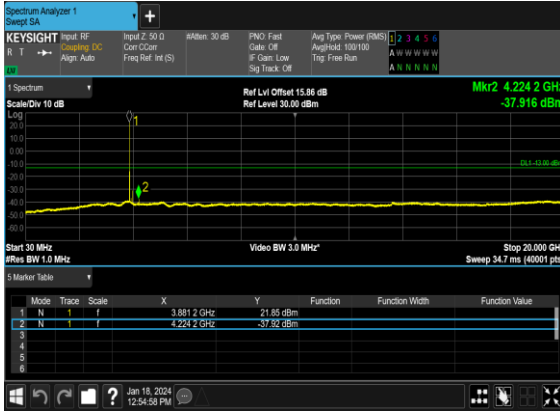 Spectrum Analyzer 1
Swept SA
+
KEYSIGHT Input: RF Input Z: 50 Ω #Atten: 30 dB PNO: Fast Avg Type: Power (RMS) 1 2 3 4 5 6
R T Coupling: DC Corr CCorr Gate: Off Avg|Hold: 100/100 A W W W W W
Align: Auto Freq Ref: Int (S) IF Gain: Low Trig: Free Run
Sig Track: Off A N N N N N
1 Spectrum Ref Lvl Offset 15.86 dB Mkr2 4.224 2 GHz
Scale/Div 10 dB Ref Level 30.00 dBm -37.916 dBm
Log
20.0
10.0
0.00
-10.0
-20.0
-30.0
-40.0
-50.0
-60.0
1
2
DL1 -13.00 dBm
Start 30 MHz Video BW 3.0 MHz* Stop 20.000 GHz
#Res BW 1.0 MHz Sweep 34.7 ms (40001 pts)
5 Marker Table
Mode Trace Scale X Y Function Function Width Function Value
1 N 1 f 3.881 2 GHz 21.85 dBm
2 N 1 f 4.224 2 GHz -37.92 dBm
3
4
5
6
? Jan 18, 2024
12:54:58 PM